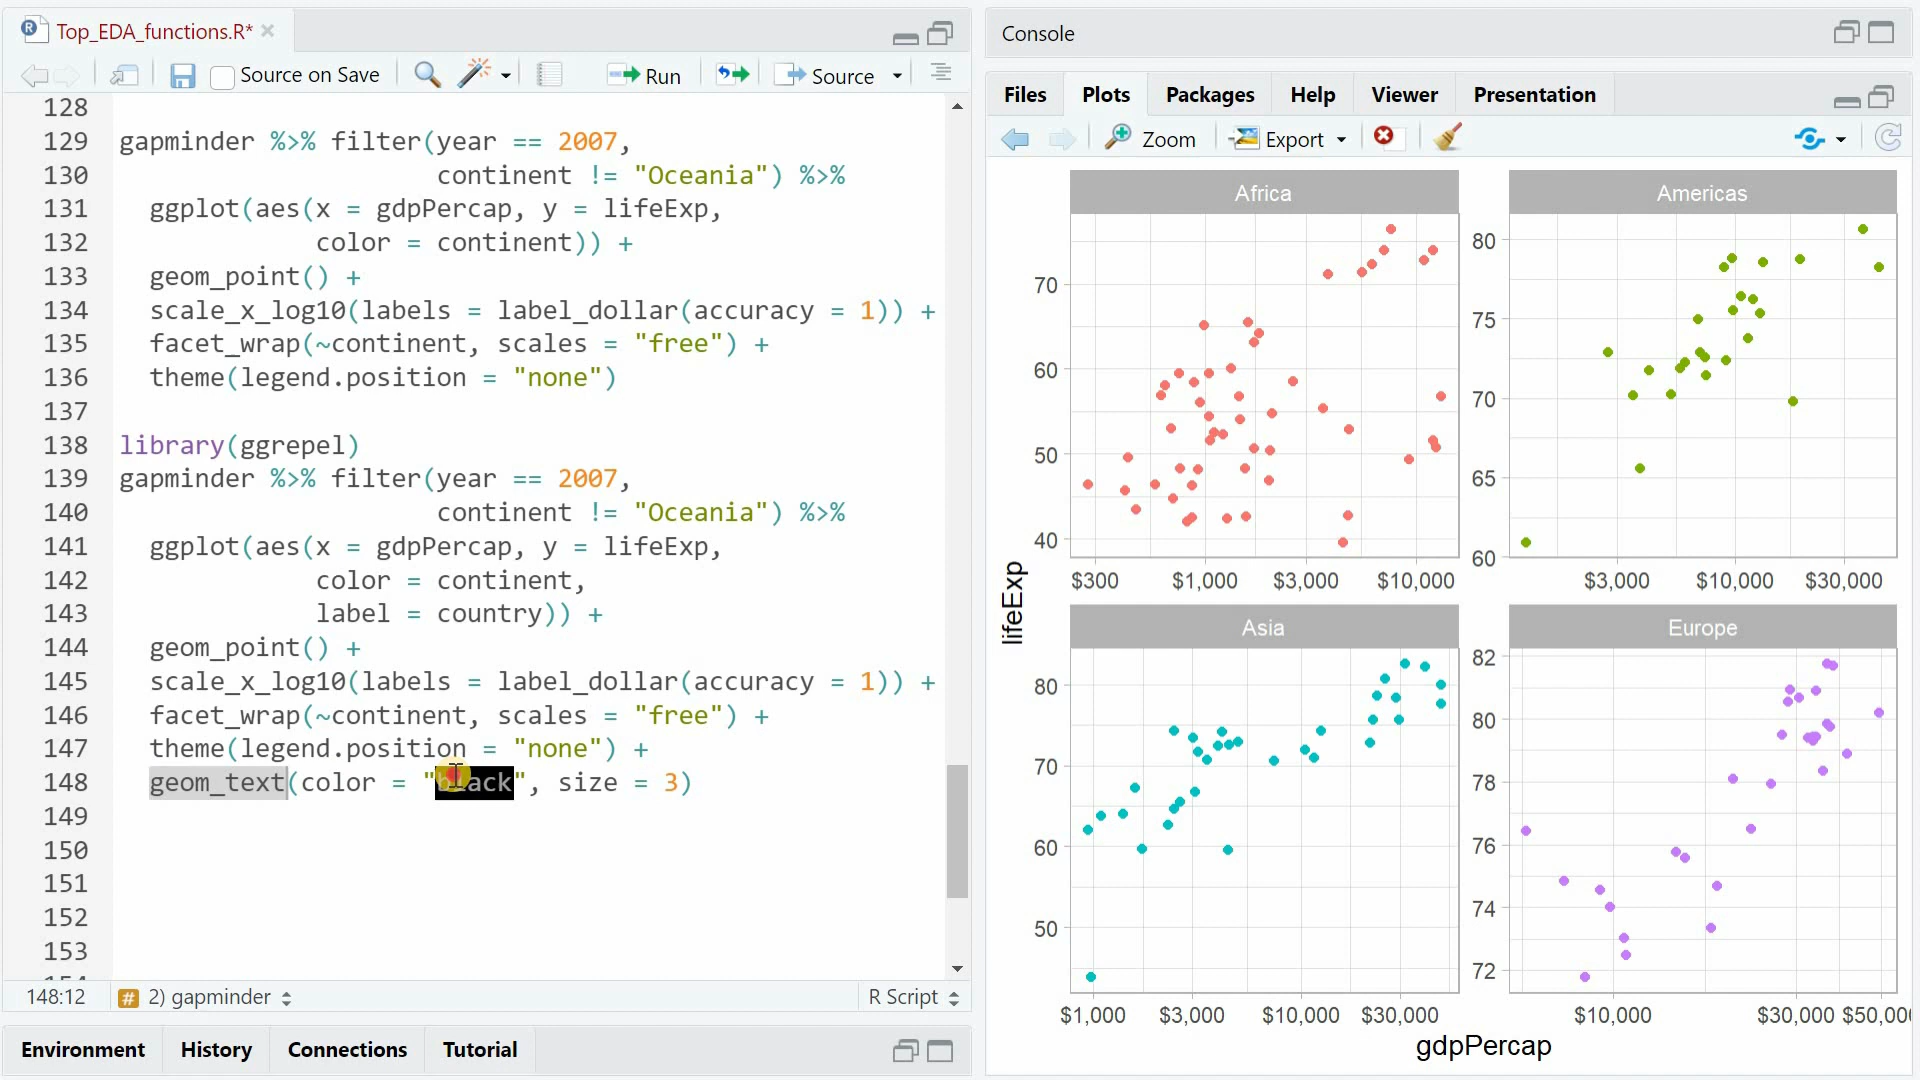 Top_EDA_functions.R*
Source on Save
Run
Source
128
129 gapminder %>% filter(year == 2007,
130 continent != "Oceania") %>%
131 ggplot(aes(x = gdpPercap, y = lifeExp,
132 color = continent)) +
133 geom_point() +
134 scale_x_log10(labels = label_dollar(accuracy = 1)) +
135 facet_wrap(~continent, scales = "free") +
136 theme(legend.position = "none")
137
138 library(ggrepel)
139 gapminder %>% filter(year == 2007,
140 continent != "Oceania") %>%
141 ggplot(aes(x = gdpPercap, y = lifeExp,
142 color = continent,
143 label = country)) +
144 geom_point() +
145 scale_x_log10(labels = label_dollar(accuracy = 1)) +
146 facet_wrap(~continent, scales = "free") +
147 theme(legend.position = "none") +
148 geom_text(color = "black", size = 3)
149
150
151
152
153
148:12 # 2) gapminder R Script
Environment History Connections Tutorial
Console
Files Plots Packages Help Viewer Presentation
Zoom Export
Africa
70
60
50
40
$300 $1,000 $3,000 $10,000
Americas
80
75
70
65
60
$3,000 $10,000 $30,000
lifeExp
Asia
80
70
60
50
$1,000 $3,000 $10,000 $30,000
Europe
82
80
78
76
74
72
$10,000 $30,000
gdpPercap